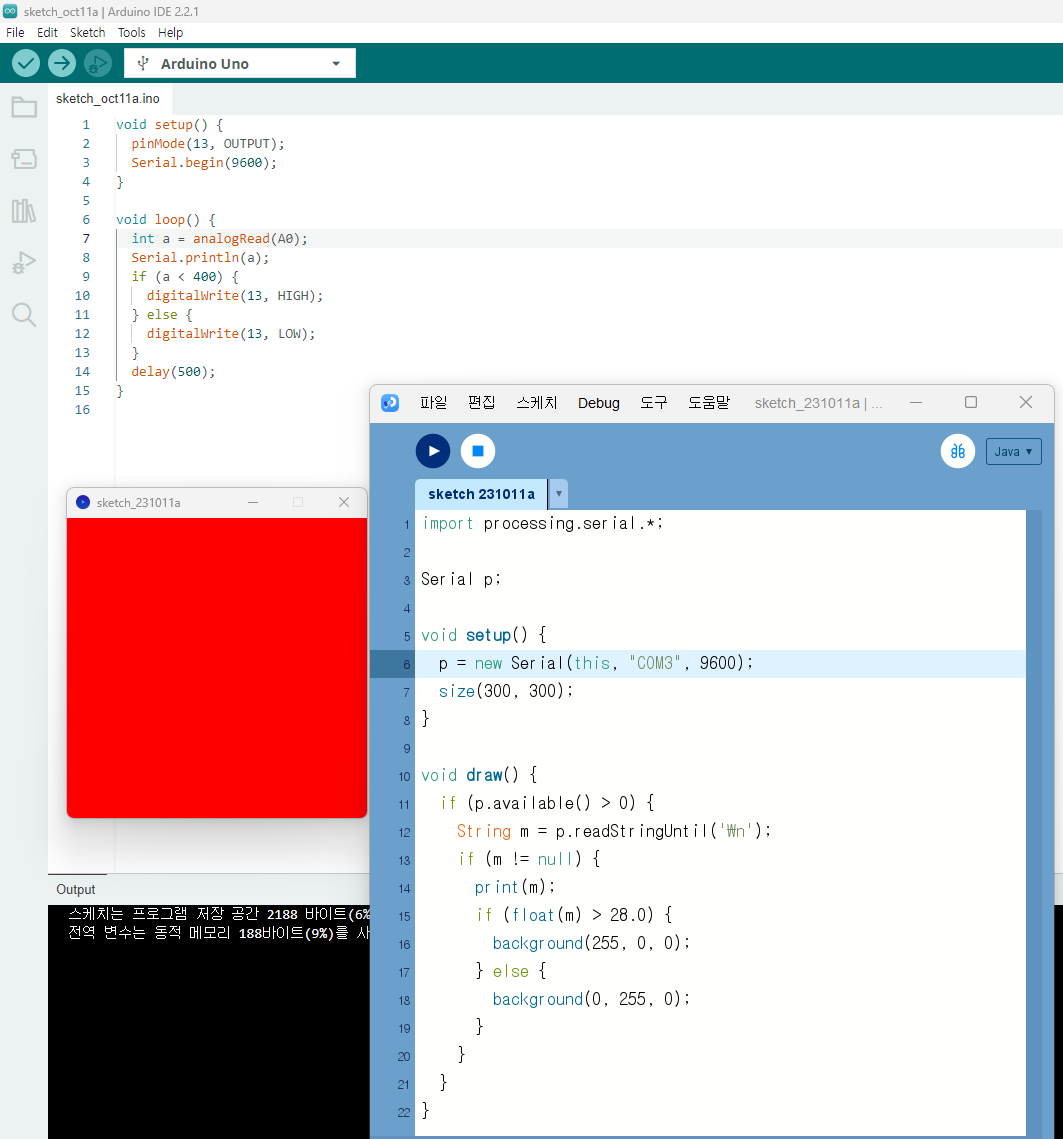 sketch_oct11a | Arduino IDE 2.2.1
File Edit Sketch Tools Help
Arduino Uno
sketch_oct11a.ino
1 void setup() {
2 pinMode(13, OUTPUT);
3 Serial.begin(9600);
4 }
5
6 void loop() {
7 int a = analogRead(A0);
8 Serial.println(a);
9 if (a < 400) {
10 digitalWrite(13, HIGH);
11 } else {
12 digitalWrite(13, LOW);
13 }
14 delay(500);
15 }
16
파일 편집 스케치 Debug 도구 도움말 sketch_231011a | ...
Java ▾
sketch 231011a ▾
sketch_231011a
1 import processing.serial.*;
2
3 Serial p;
4
5 void setup() {
6 p = new Serial(this, "COM3", 9600);
7 size(300, 300);
8 }
9
10 void draw() {
11 if (p.available() > 0) {
12 String m = p.readStringUntil('₩n');
13 if (m != null) {
14 print(m);
15 if (float(m) > 28.0) {
16 background(255, 0, 0);
17 } else {
18 background(0, 255, 0);
19 }
20 }
21 }
22 }
Output
스케치는 프로그램 저장 공간 2188 바이트(6%
전역 변수는 동적 메모리 188바이트(9%)를 사